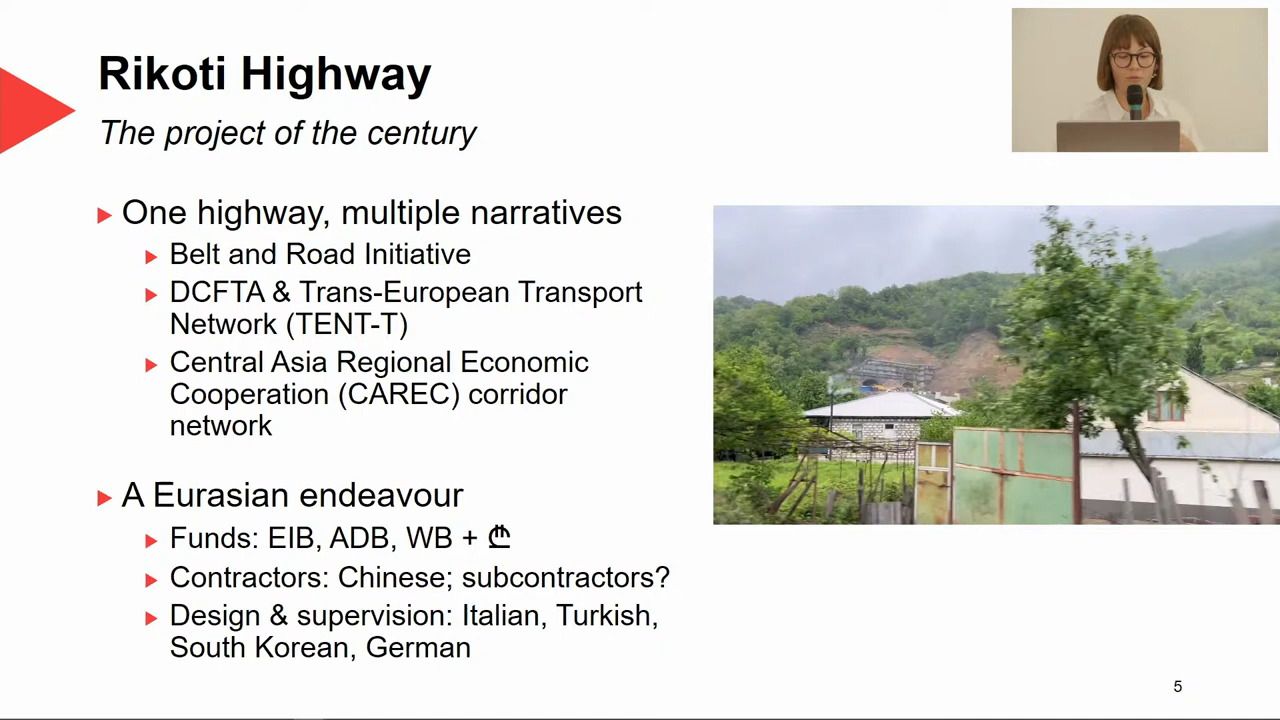 Rikoti Highway
The project of the century
One highway, multiple narratives
Belt and Road Initiative
DCFTA & Trans-European Transport
Network (TENT-T)
Central Asia Regional Economic
Cooperation (CAREC) corridor
network
A Eurasian endeavour
Funds: EIB, ADB, WB + ₾
Contractors: Chinese; subcontractors?
Design & supervision: Italian, Turkish,
South Korean, German
5